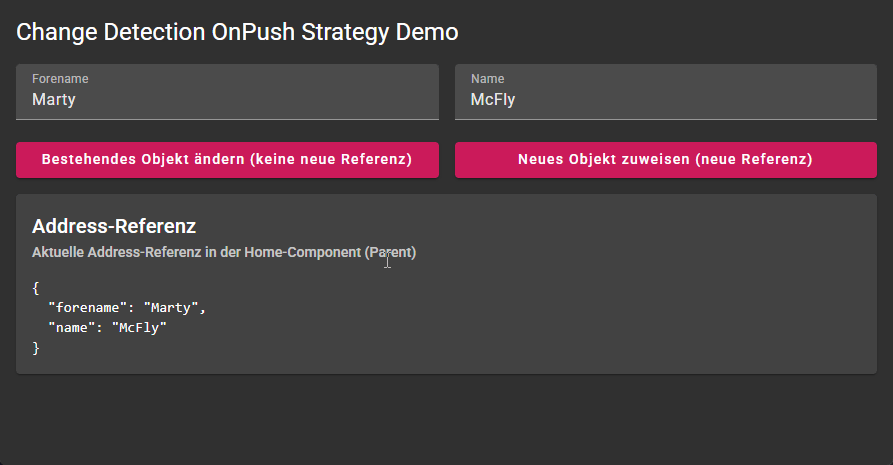 Change Detection OnPush Strategy Demo
Forename
Name
Marty
McFly
Bestehendes Objekt ändern (keine neue Referenz)
Neues Objekt zuweisen (neue Referenz)
Address-Referenz
Aktuelle Address-Referenz in der Home-Component (Parent)
{
  "forename": "Marty",
  "name": "McFly"
}